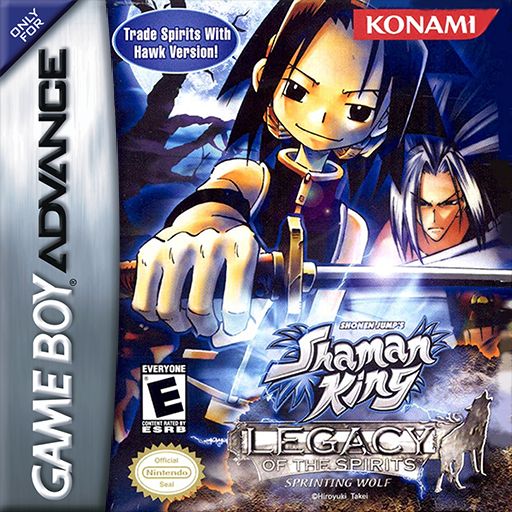 ONLY
FOR
GAME BOY ADVANCE
Trade Spirits With
Hawk Version!
KONAMI
SHONEN JUMP'S
Shaman
King
LEGACY
OF THE SPIRITS
SPRINTING WOLF
©Hiroyuki Takei
EVERYONE
E
CONTENT RATED BY
ESRB
Official
Nintendo
Seal